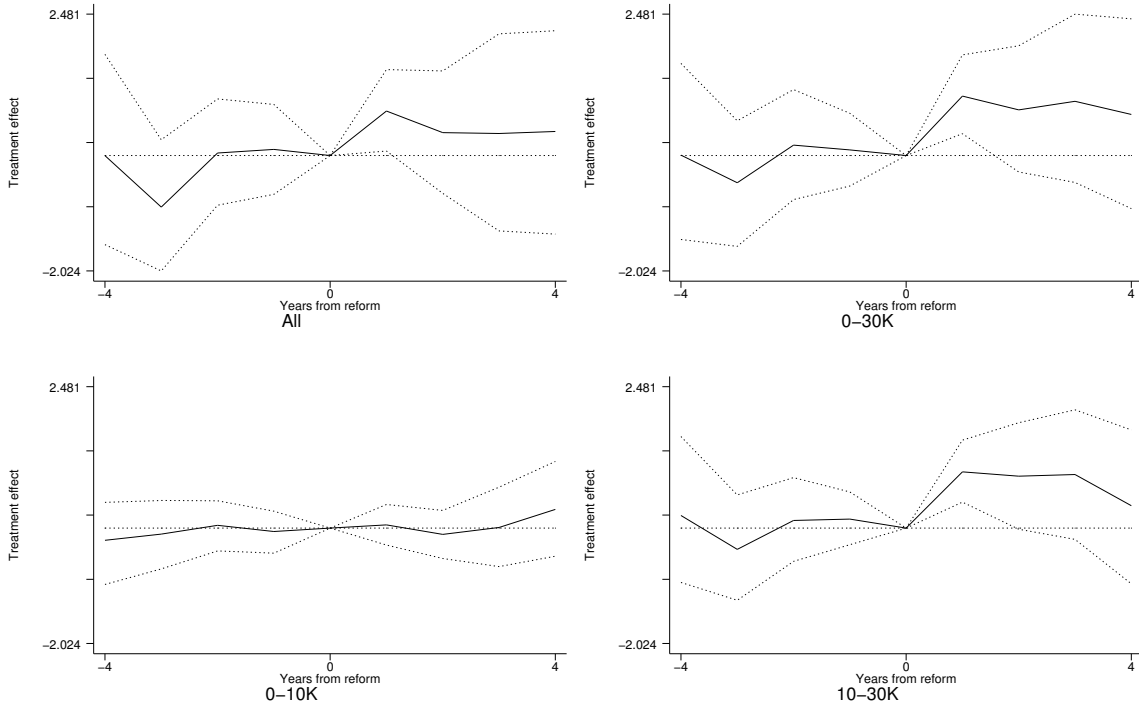 2.481
Treatment effect
−2.024
−4 0 4
Years from reform
All
2.481
Treatment effect
−2.024
−4 0 4
Years from reform
0−30K
2.481
Treatment effect
−2.024
−4 0 4
Years from reform
0−10K
2.481
Treatment effect
−2.024
−4 0 4
Years from reform
10−30K